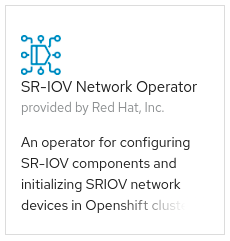 SR-IOV Network Operator
provided by Red Hat, Inc.
An operator for configuring
SR-IOV components and
initializing SRIOV network
devices in Openshift clust